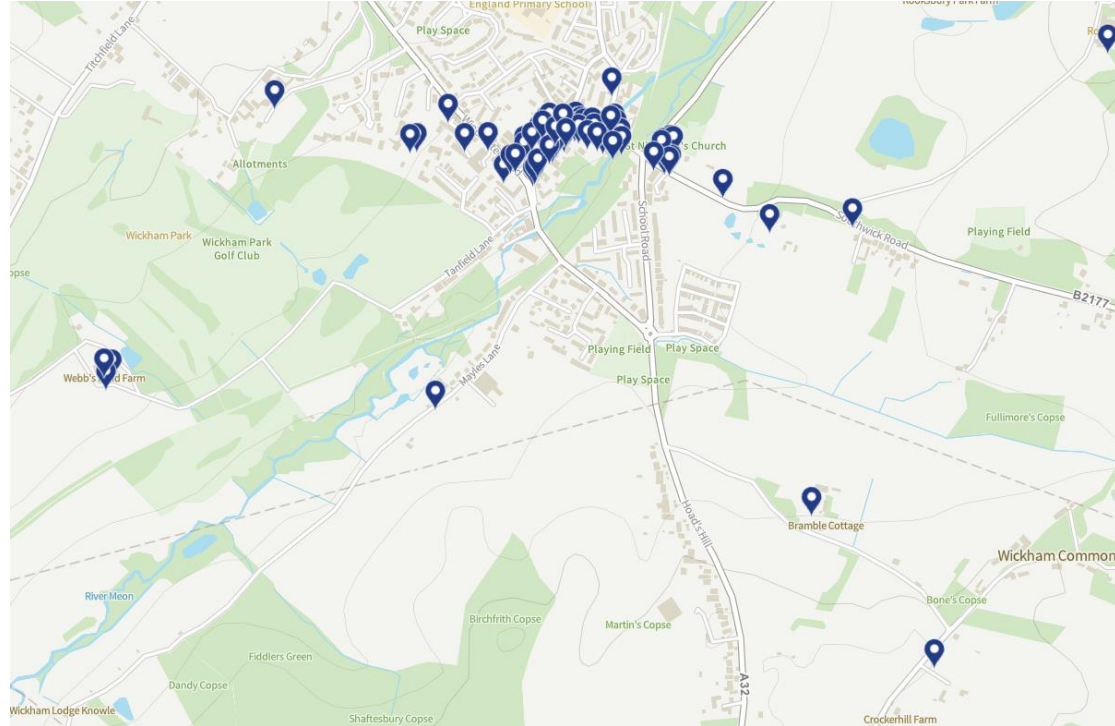 England Primary School
Play Space
Titchfield Lane
Allotments
Church
Wickham Park
Wickham Park
Golf Club
Tanfield Lane
School Road
Southwick Road
Playing Field
B2177
Mayles Lane
Playing Field
Play Space
Play Space
Farm
Fullimore's Copse
Hoad's Hill
Bramble Cottage
Wickham Common
River Meon
Birchfrith Copse
Martin's Copse
Bone's Copse
Fiddlers Green
Dandy Copse
A32
Wickham Lodge Knowle
Shaftesbury Copse
Crockerhill Farm